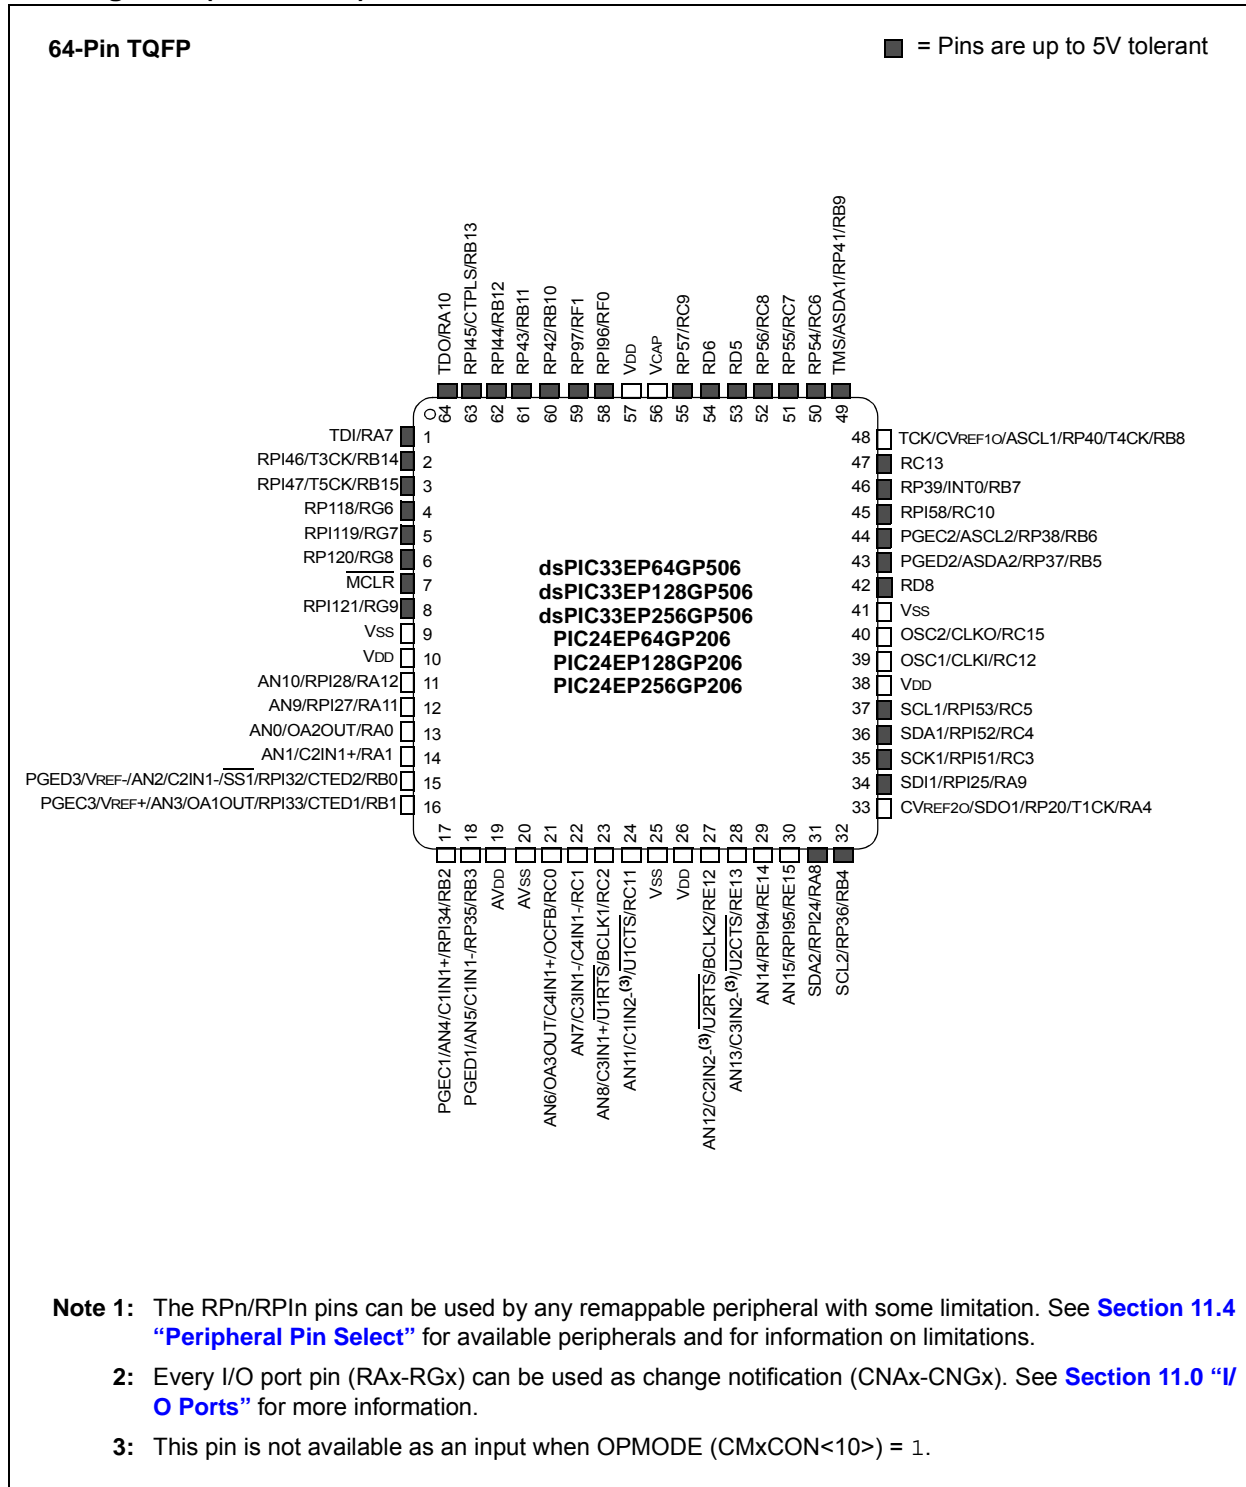 64-Pin TQFP
= Pins are up to 5V tolerant
TDO/RA10
RPI45/CTPLS/RB13
RPI44/RB12
RP43/RB11
RP42/RB10
RP97/RF1
RPI96/RF0
VDD
VCAP
RP57/RC9
RD6
RD5
RP56/RC8
RP55/RC7
RP54/RC6
TMS/ASDA1/RP41/RB9
64 63 62 61 60 59 58 57 56 55 54 53 52 51 50 49
TDI/RA7 1
RPI46/T3CK/RB14 2
RPI47/T5CK/RB15 3
RP118/RG6 4
RPI119/RG7 5
RP120/RG8 6
MCLR 7
RPI121/RG9 8
VSS 9
VDD 10
AN10/RPI28/RA12 11
AN9/RPI27/RA11 12
AN0/OA2OUT/RA0 13
AN1/C2IN1+/RA1 14
PGED3/VREF-/AN2/C2IN1-/SS1/RPI32/CTED2/RB0 15
PGEC3/VREF+/AN3/OA1OUT/RPI33/CTED1/RB1 16
dsPIC33EP64GP506
dsPIC33EP128GP506
dsPIC33EP256GP506
PIC24EP64GP206
PIC24EP128GP206
PIC24EP256GP206
48 TCK/CVREF1O/ASCL1/RP40/T4CK/RB8
47 RC13
46 RP39/INT0/RB7
45 RPI58/RC10
44 PGEC2/ASCL2/RP38/RB6
43 PGED2/ASDA2/RP37/RB5
42 RD8
41 VSS
40 OSC2/CLKO/RC15
39 OSC1/CLKI/RC12
38 VDD
37 SCL1/RPI53/RC5
36 SDA1/RPI52/RC4
35 SCK1/RPI51/RC3
34 SDI1/RPI25/RA9
33 CVREF2O/SDO1/RP20/T1CK/RA4
17 18 19 20 21 22 23 24 25 26 27 28 29 30 31 32
PGEC1/AN4/C1IN1+/RPI34/RB2
PGED1/AN5/C1IN1-/RP35/RB3
AVDD
AVSS
AN6/OA3OUT/C4IN1+/OCFB/RC0
AN7/C3IN1-/C4IN1-/RC1
AN8/C3IN1+/U1RTS/BCLK1/RC2
AN11/C1IN2-(3)/U1CTS/RC11
VSS
VDD
AN12/C2IN2-(3)/U2RTS/BCLK2/RE12
AN13/C3IN2-(3)/U2CTS/RE13
AN14/RPI94/RE14
AN15/RPI95/RE15
SDA2/RPI24/RA8
SCL2/RP36/RB4
Note 1: The RPn/RPIn pins can be used by any remappable peripheral with some limitation. See Section 11.4
“Peripheral Pin Select” for available peripherals and for information on limitations.
2: Every I/O port pin (RAx-RGx) can be used as change notification (CNAx-CNGx). See Section 11.0 “I/
O Ports” for more information.
3: This pin is not available as an input when OPMODE (CMxCON<10>) = 1.